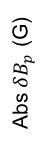 Abs δB_p (G)